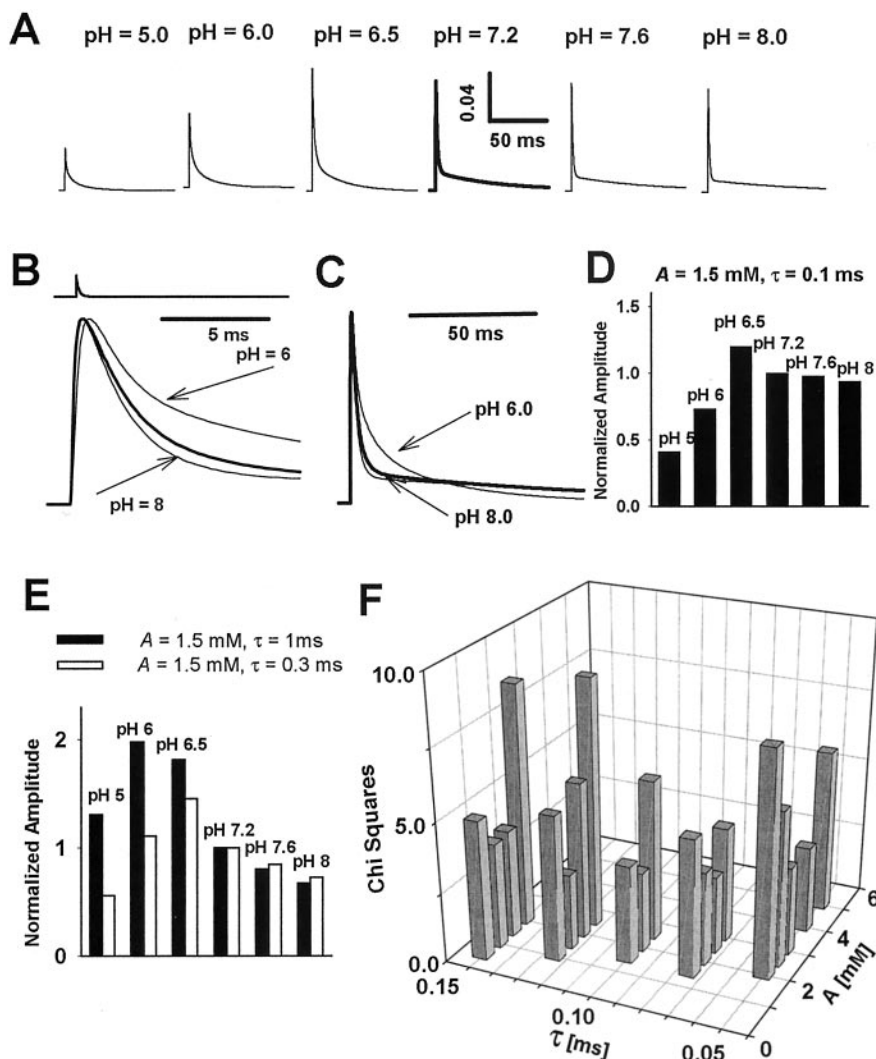 A
pH = 5.0 pH = 6.0 pH = 6.5 pH = 7.2 pH = 7.6 pH = 8.0
0.04
50 ms
B
5 ms
pH = 6
pH = 8
C
50 ms
pH 6.0
pH 8.0
D
A = 1.5 mM, τ = 0.1 ms
Normalized Amplitude
1.5
1.0
0.5
0.0
pH 5
pH 6
pH 6.5
pH 7.2
pH 7.6
pH 8
E
A = 1.5 mM, τ = 1ms
A = 1.5 mM, τ = 0.3 ms
Normalized Amplitude
2
1
0
pH 5
pH 6
pH 6.5
pH 7.2
pH 7.6
pH 8
F
Chi Squares
10.0
5.0
0.0
0.15
0.10
0.05
τ [ms]
0
2
4
6
A [mM]